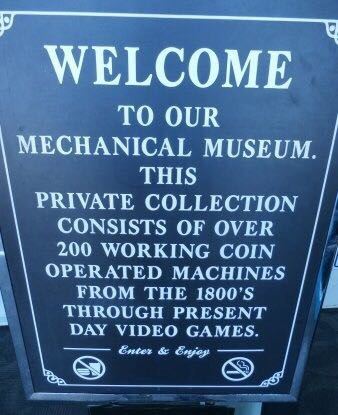 WELCOME
TO OUR
MECHANICAL MUSEUM.
THIS
PRIVATE COLLECTION
CONSISTS OF OVER
200 WORKING COIN
OPERATED MACHINES
FROM THE 1800'S
THROUGH PRESENT
DAY VIDEO GAMES.
Enter & Enjoy